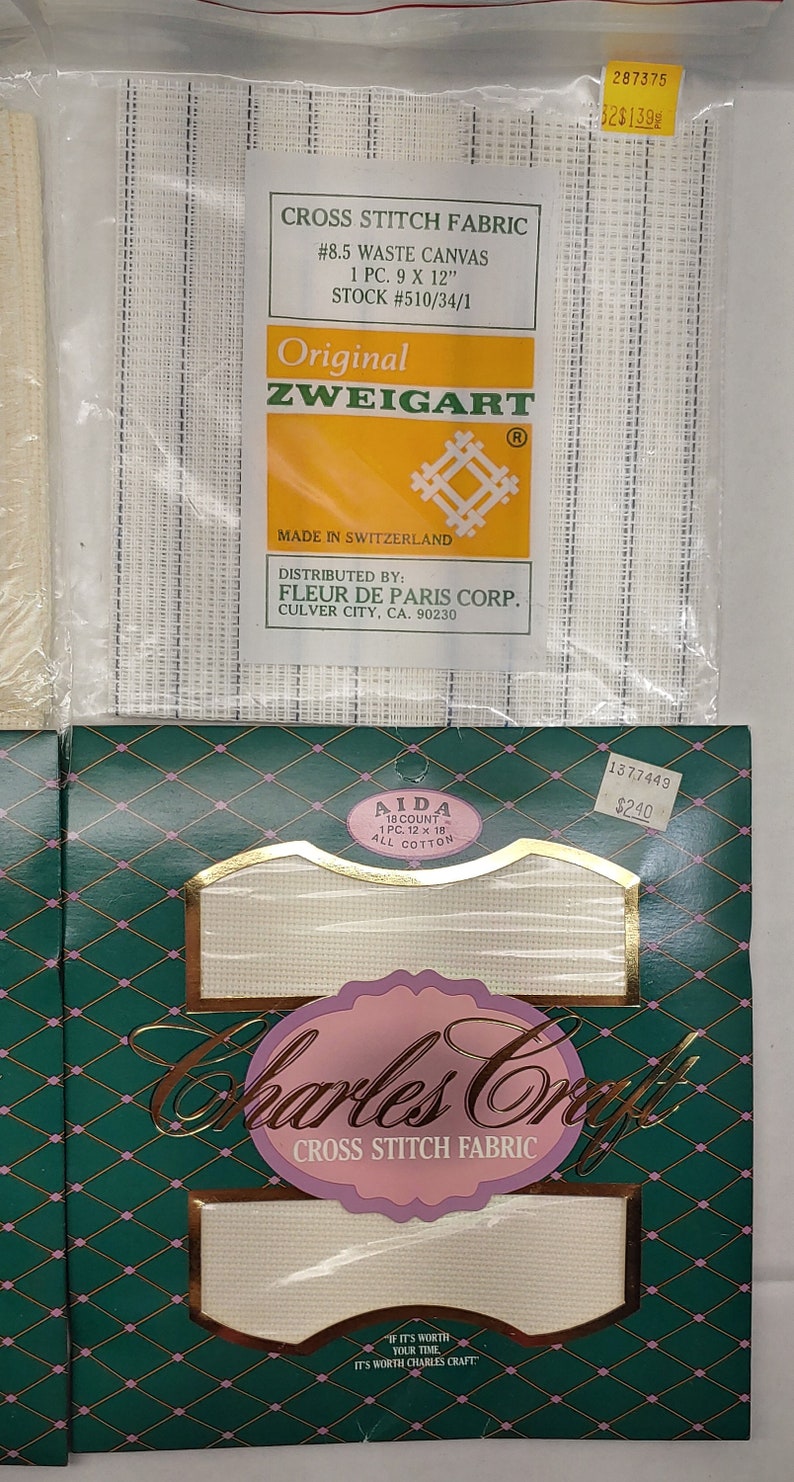 287375
32$1.39 PKG.
CROSS STITCH FABRIC
#8.5 WASTE CANVAS
1 PC. 9 X 12"
STOCK #510/34/1
Original
ZWEIGART
®
MADE IN SWITZERLAND
DISTRIBUTED BY:
FLEUR DE PARIS CORP.
CULVER CITY, CA. 90230
1377449
$2.40
AIDA
18 COUNT
1 PC. 12 x 18
ALL COTTON
Charles Craft
CROSS STITCH FABRIC
"IF IT'S WORTH
YOUR TIME,
IT'S WORTH CHARLES CRAFT."